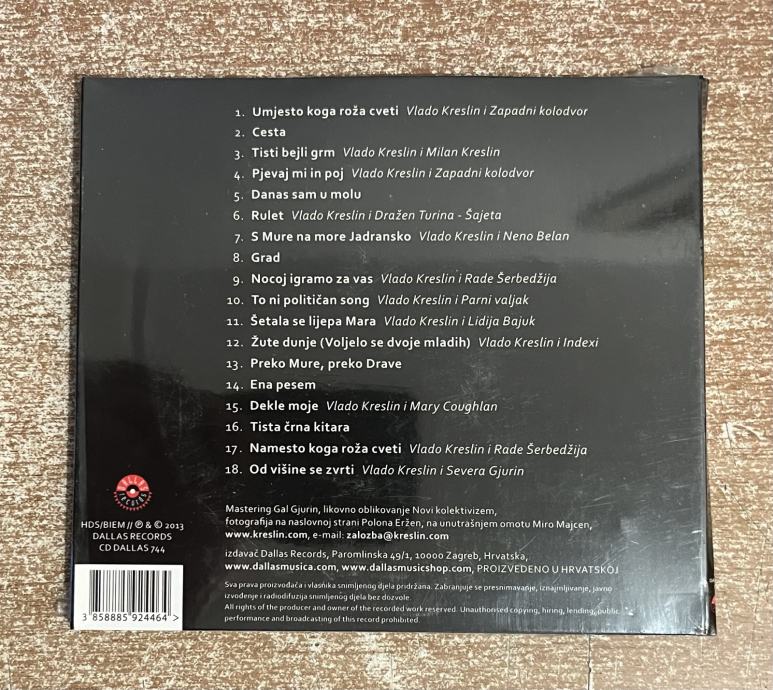 1. Umjesto koga roža cveti Vlado Kreslin i Zapadni kolodvor
2. Cesta
3. Tisti bejli grm Vlado Kreslin i Milan Kreslin
4. Pjevaj mi in poj Vlado Kreslin i Zapadni kolodvor
5. Danas sam u molu
6. Rulet Vlado Kreslin i Dražen Turina - Šajeta
7. S Mure na more Jadransko Vlado Kreslin i Neno Belan
8. Grad
9. Nocoj igramo za vas Vlado Kreslin i Rade Šerbedžija
10. To ni političan song Vlado Kreslin i Parni valjak
11. Šetala se lijepa Mara Vlado Kreslin i Lidija Bajuk
12. Žute dunje (Voljelo se dvoje mladih) Vlado Kreslin i Indexi
13. Preko Mure, preko Drave
14. Ena pesem
15. Dekle moje Vlado Kreslin i Mary Coughlan
16. Tista črna kitara
17. Namesto koga roža cveti Vlado Kreslin i Rade Šerbedžija
18. Od višine se zvrti Vlado Kreslin i Severa Gjurin
DALLAS
records
HDS/BIEM // ℗ & © 2013
DALLAS RECORDS
CD DALLAS 744
3 858885 924464 >
Mastering Gal Gjurin, likovno oblikovanje Novi kolektivizem,
fotografija na naslovnoj strani Polona Eržen, na unutrašnjem omotu Miro Majcen,
www.kreslin.com, e-mail: zalozba@kreslin.com
izdavač Dallas Records, Paromlinska 49/1, 10000 Zagreb, Hrvatska,
www.dallasmusica.com, www.dallasmusicshop.com, PROIZVEDENO U HRVATSKOJ
Sva prava proizvođača i vlasnika snimljenog djela pridržana. Zabranjuje se presnimavanje, iznajmljivanje, javno
izvođenje i radiodifuzija snimljenog djela bez dozvole.
All rights of the producer and owner of the recorded work reserved. Unauthorised copying, hiring, lending, public
performance and broadcasting of this record prohibited.